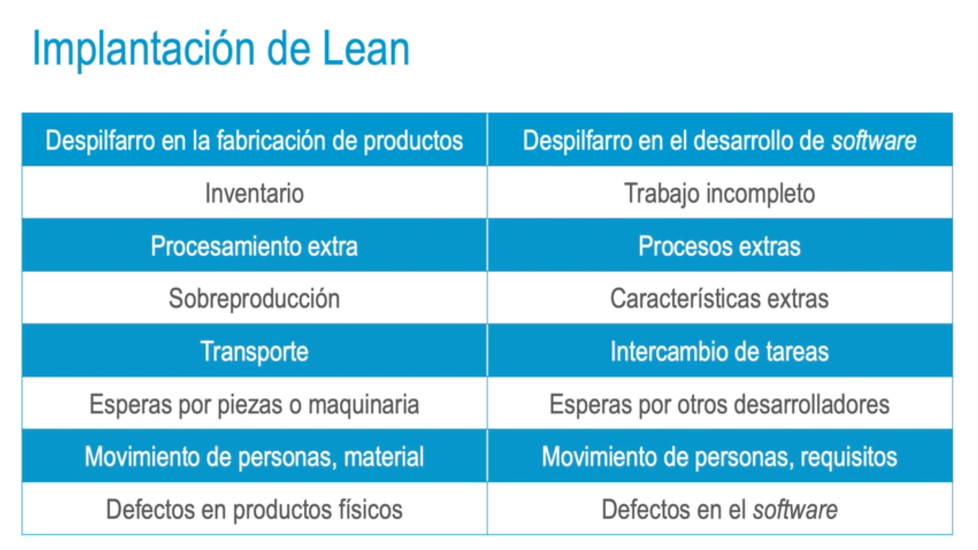 Implantación de Lean
Despilfarro en la fabricación de productos Despilfarro en el desarrollo de software
Inventario Trabajo incompleto
Procesamiento extra Procesos extras
Sobreproducción Características extras
Transporte Intercambio de tareas
Esperas por piezas o maquinaria Esperas por otros desarrolladores
Movimiento de personas, material Movimiento de personas, requisitos
Defectos en productos físicos Defectos en el software